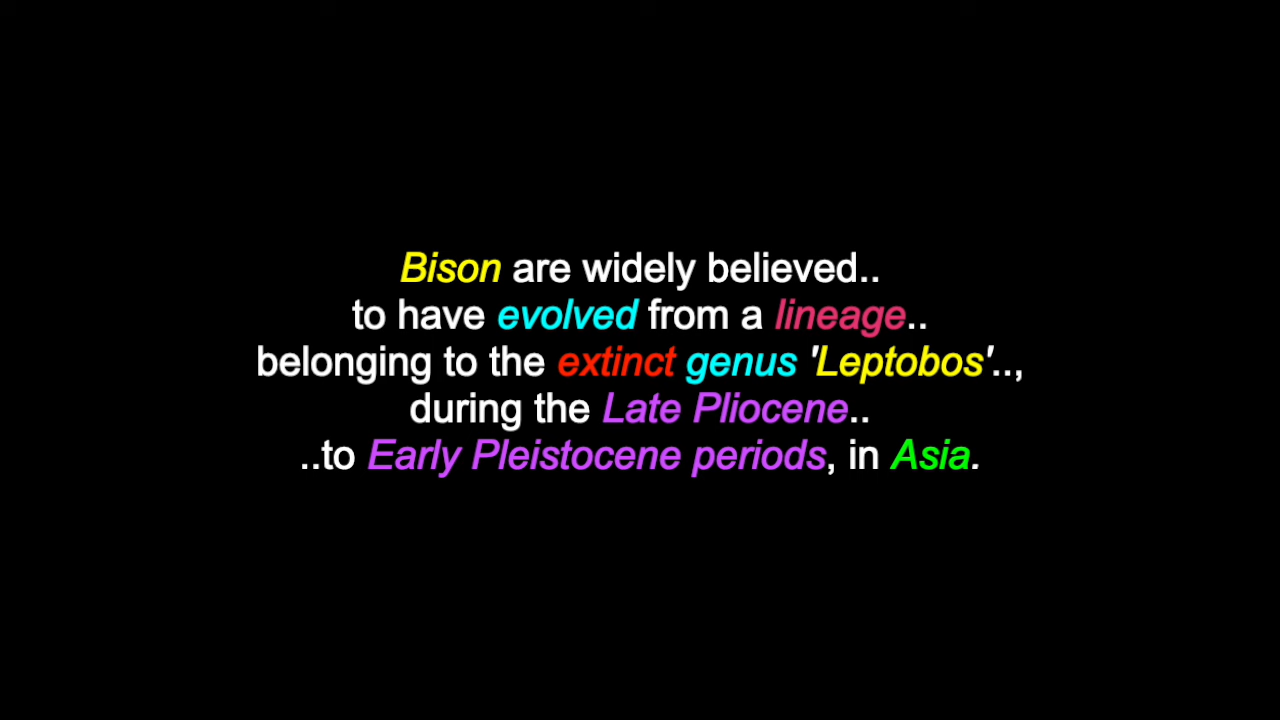 Bison are widely believed..
to have evolved from a lineage..
belonging to the extinct genus 'Leptobos'..,
during the Late Pliocene..
..to Early Pleistocene periods, in Asia.